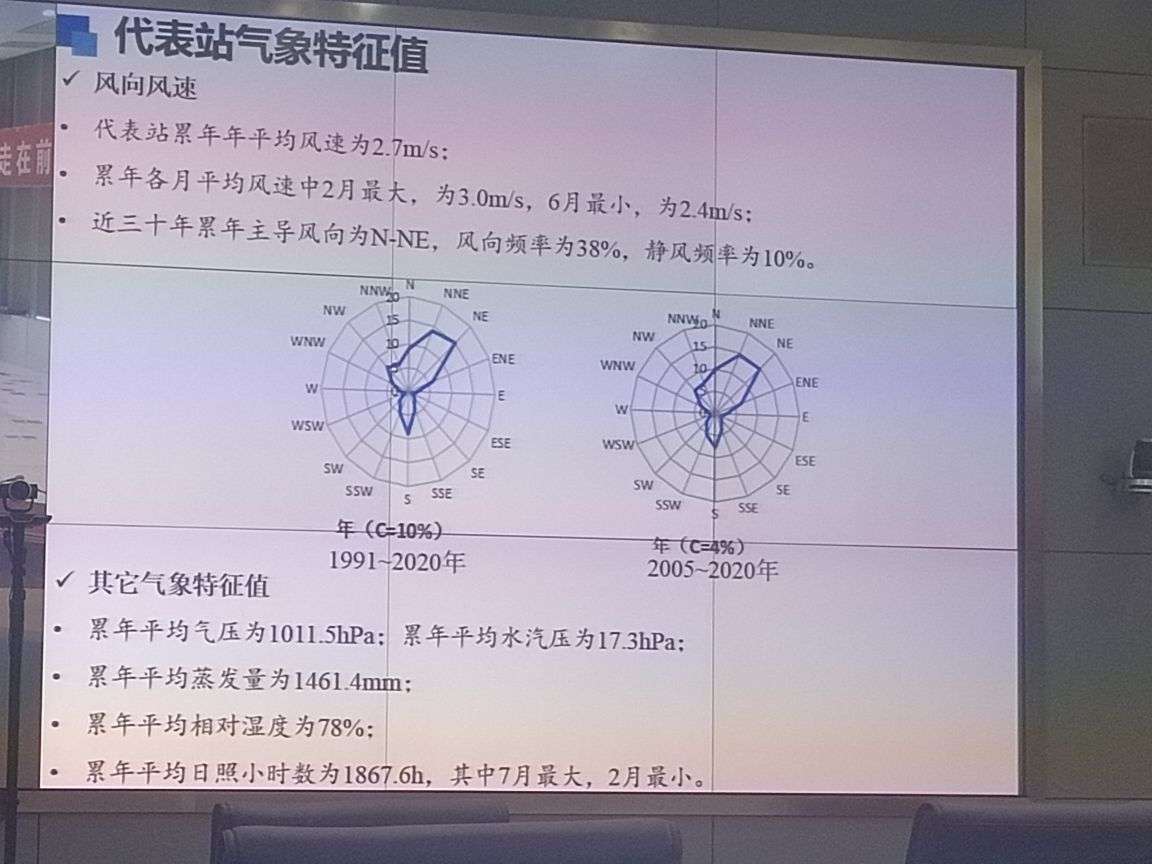 代表站气象特征值
✓ 风向风速
走在前
• 代表站累年年平均风速为2.7m/s；
• 累年各月平均风速中2月最大，为3.0m/s，6月最小，为2.4m/s；
• 近三十年累年主导风向为N-NE，风向频率为38%，静风频率为10%。
N
NNE
NE
ENE
E
ESE
SE
SSE
S
SSW
SW
WSW
W
WNW
NW
NNW
20
15
10
5
0
年（C=10%）
1991~2020年
N
NNE
NE
ENE
E
ESE
SE
SSE
S
SSW
SW
WSW
W
WNW
NW
NNW
20
15
10
5
0
年（C=4%）
2005~2020年
✓ 其它气象特征值
• 累年平均气压为1011.5hPa；累年平均水汽压为17.3hPa；
• 累年平均蒸发量为1461.4mm；
• 累年平均相对湿度为78%；
• 累年平均日照小时数为1867.6h，其中7月最大，2月最小。